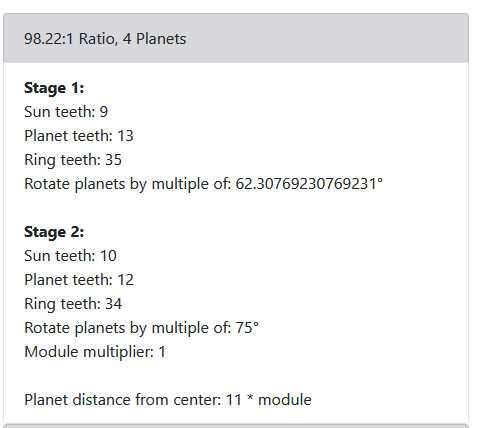 98.22:1 Ratio, 4 Planets
Stage 1:
Sun teeth: 9
Planet teeth: 13
Ring teeth: 35
Rotate planets by multiple of: 62.30769230769231°
Stage 2:
Sun teeth: 10
Planet teeth: 12
Ring teeth: 34
Rotate planets by multiple of: 75°
Module multiplier: 1
Planet distance from center: 11 * module